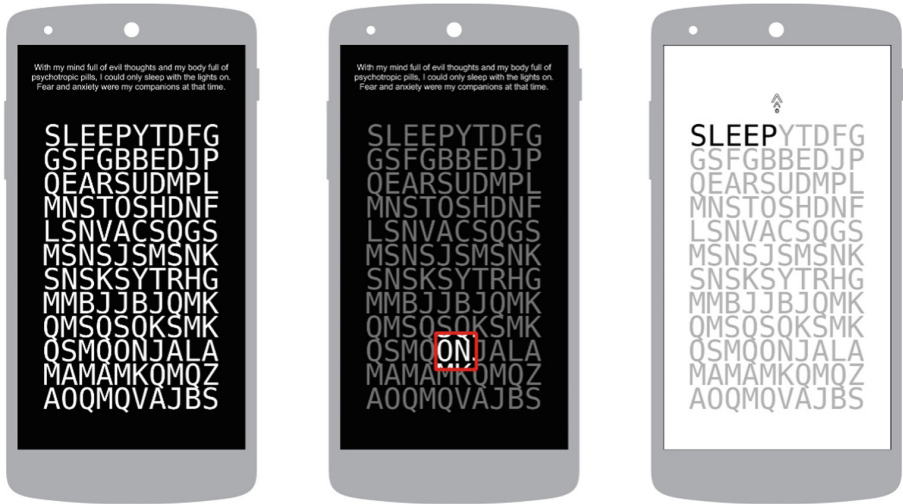 With my mind full of evil thoughts and my body full of
psychotropic pills, I could only sleep with the lights on.
Fear and anxiety were my companions at that time.
SLEEPYTDFG
GSFGBBEDJP
QEARSUDMPL
MNSTOSHDNF
LSNVACSQGS
MSNSJSMSNK
SNSKSYTRHG
MMBJJBJQMK
QMSQSQKSMK
QSMQONJALA
MAMAMKQMQZ
AOQMQVAJBS
With my mind full of evil thoughts and my body full of
psychotropic pills, I could only sleep with the lights on.
Fear and anxiety were my companions at that time.
SLEEPYTDFG
GSFGBBEDJP
QEARSUDMPL
MNSTOSHDNF
LSNVACSQGS
MSNSJSMSNK
SNSKSYTRHG
MMBJJBJQMK
QMSQSQKSMK
QSMQONJALA
MAMAMKQMQZ
AOQMQVAJBS
SLEEPYTDFG
GSFGBBEDJP
QEARSUDMPL
MNSTOSHDNF
LSNVACSQGS
MSNSJSMSNK
SNSKSYTRHG
MMBJJBJQMK
QMSQSQKSMK
QSMQONJALA
MAMAMKQMQZ
AOQMQVAJBS